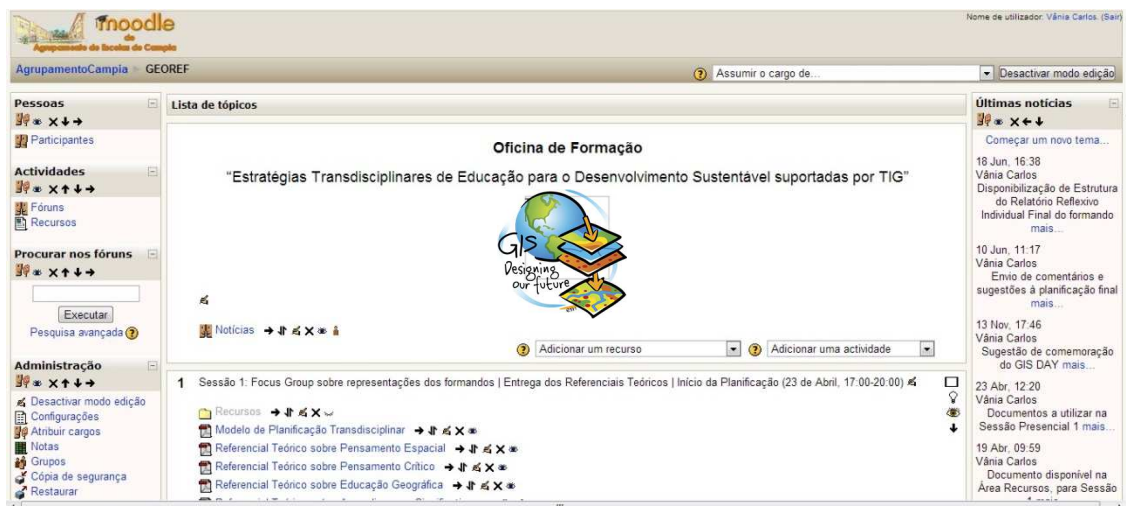 moodle
do
Agrupamento de Escolas de Campia
Nome de utilizador: Vânia Carlos. (Sair)
AgrupamentoCampia ► GEOREF
Assumir o cargo de...
Desactivar modo edição
Pessoas
Participantes
Actividades
Fóruns
Recursos
Procurar nos fóruns
Executar
Pesquisa avançada
Administração
Desactivar modo edição
Configurações
Atribuir cargos
Notas
Grupos
Cópia de segurança
Restaurar
Lista de tópicos
Oficina de Formação
“Estratégias Transdisciplinares de Educação para o Desenvolvimento Sustentável suportadas por TIG”
GIS
Designing
our future
Notícias
Adicionar um recurso
Adicionar uma actividade
1 Sessão 1: Focus Group sobre representações dos formandos | Entrega dos Referenciais Teóricos | Início da Planificação (23 de Abril, 17:00-20:00)
Recursos
Modelo de Planificação Transdisciplinar
Referencial Teórico sobre Pensamento Espacial
Referencial Teórico sobre Pensamento Crítico
Referencial Teórico sobre Educação Geográfica
Últimas notícias
Começar um novo tema...
18 Jun, 16:38
Vânia Carlos
Disponibilização de Estrutura
do Relatório Reflexivo
Individual Final do formando
mais...
10 Jun, 11:17
Vânia Carlos
Envio de comentários e
sugestões à planificação final
mais...
13 Nov, 17:46
Vânia Carlos
Sugestão de comemoração
do GIS DAY mais...
23 Abr, 12:20
Vânia Carlos
Documentos a utilizar na
Sessão Presencial 1 mais...
19 Abr, 09:59
Vânia Carlos
Documento disponível na
Área Recursos, para Sessão